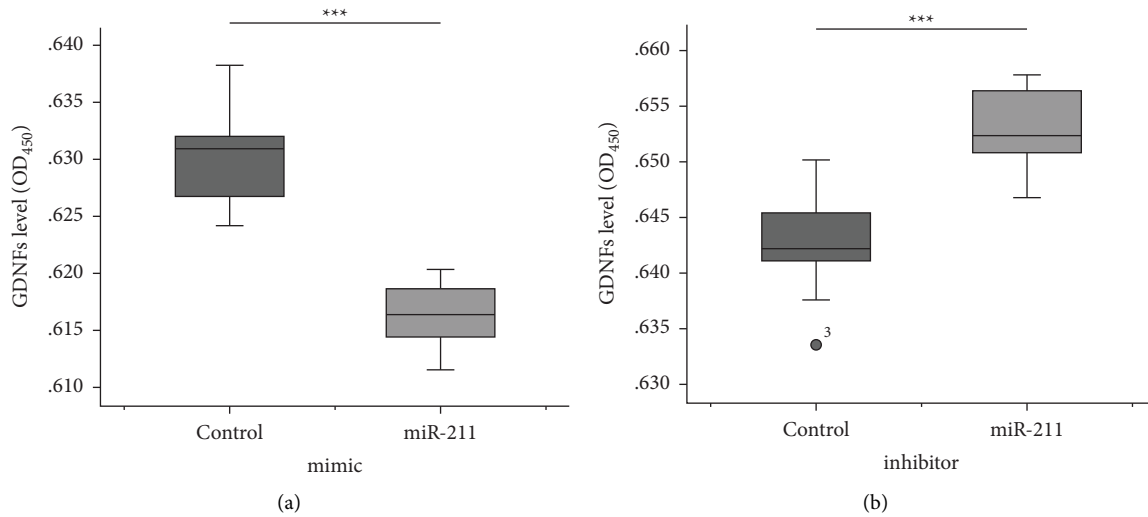 ***
GDNFs level (OD450)
.640
.635
.630
.625
.620
.615
.610
Control
miR-211
mimic
(a)
***
GDNFs level (OD450)
.660
.655
.650
.645
.640
.635
.630
3
Control
miR-211
inhibitor
(b)